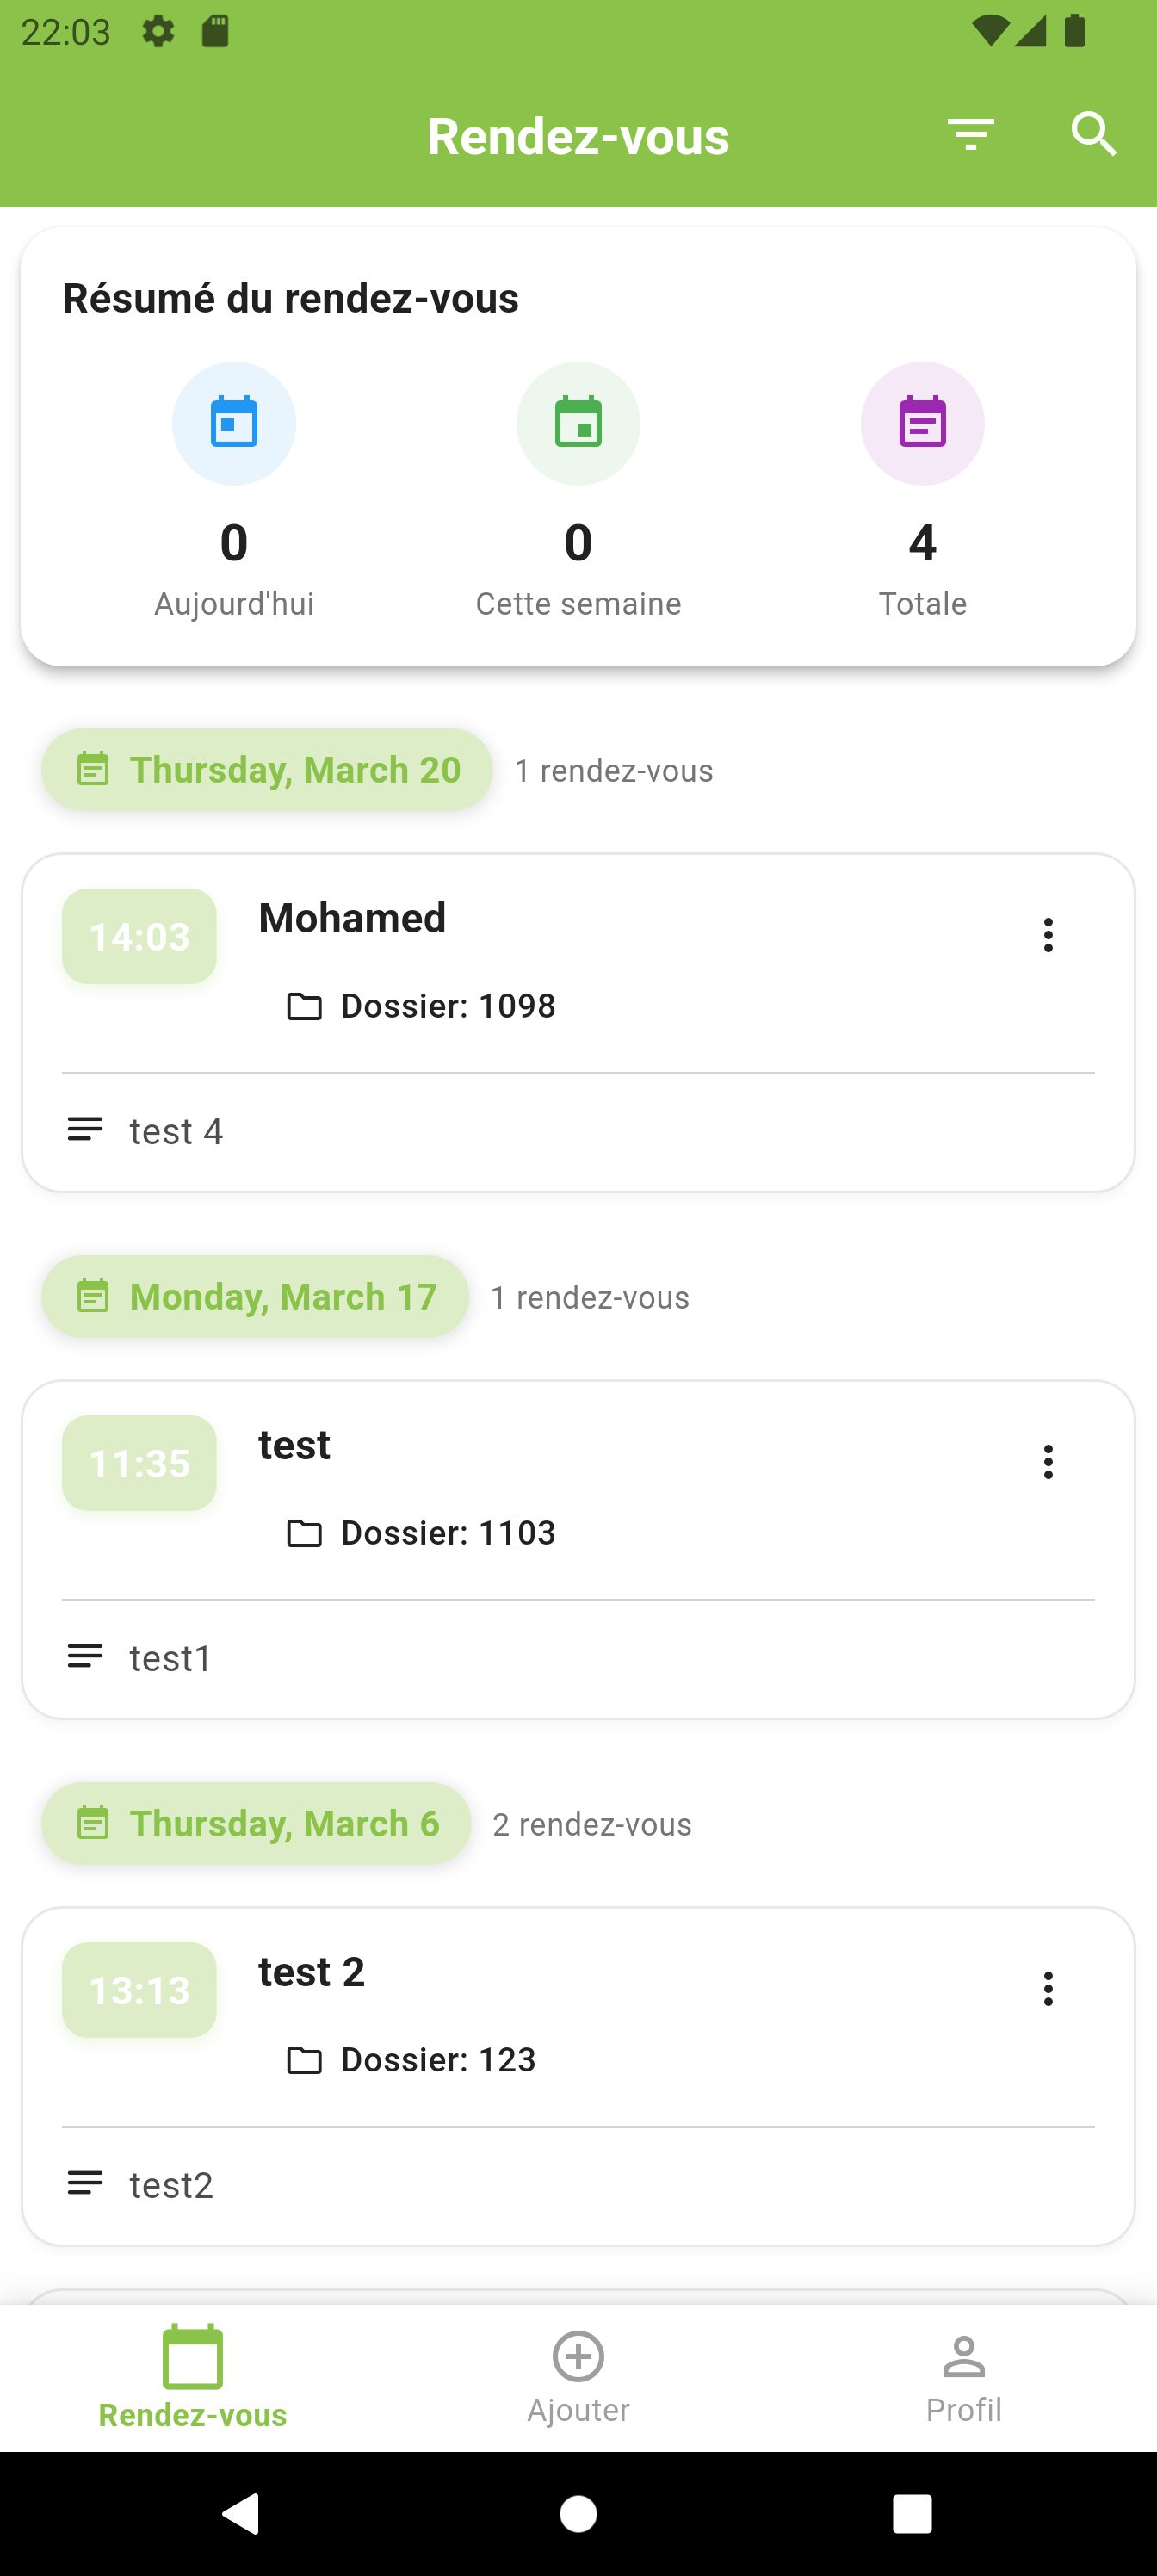 22:03
Rendez-vous
Résumé du rendez-vous
0 0 4
Aujourd'hui Cette semaine Totale
Thursday, March 20 1 rendez-vous
14:03 Mohamed
Dossier: 1098
test 4
Monday, March 17 1 rendez-vous
11:35 test
Dossier: 1103
test1
Thursday, March 6 2 rendez-vous
13:13 test 2
Dossier: 123
test2
Rendez-vous Ajouter Profil